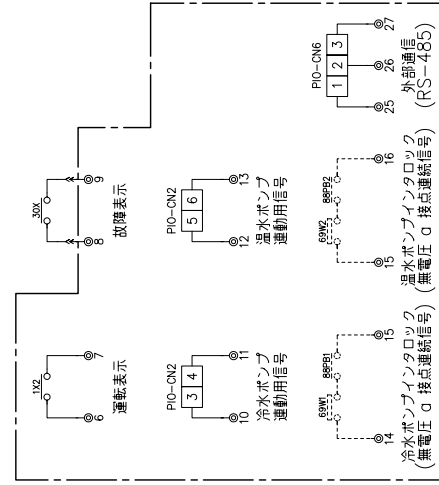 1X2
6 7
運転表示
30X
8 9
故障表示
PIO-CN2
3 4
10 11
冷水ポンプ
連動用信号
PIO-CN2
5 6
12 13
温水ポンプ
連動用信号
69W1 88PB1
14 15
冷水ポンプインタロック
(無電圧 a 接点連続信号)
69W2 88PB2
15 16
温水ポンプインタロック
(無電圧 a 接点連続信号)
PIO-CN6
1 2 3
25 26 27
外部通信
(RS-485)